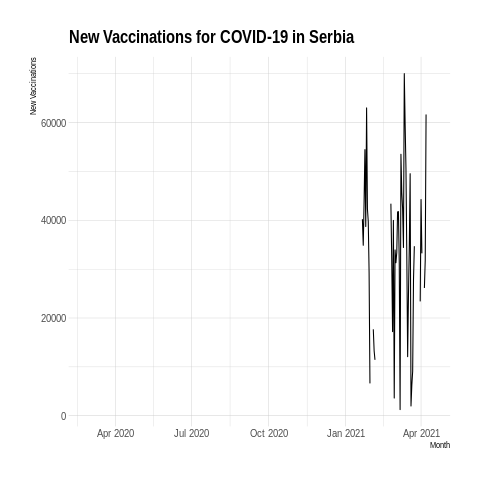 New Vaccinations for COVID-19 in Serbia
New Vaccinations
60000
40000
20000
0
Apr 2020 Jul 2020 Oct 2020 Jan 2021 Apr 2021
Month